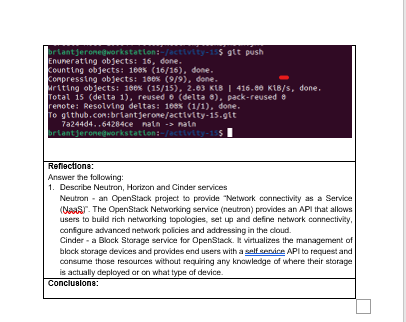 briantjerome@workstation:~/activity-15$ git push
Enumerating objects: 16, done.
Counting objects: 100% (16/16), done.
Compressing objects: 100% (9/9), done.
Writing objects: 100% (15/15), 2.03 KiB | 416.00 KiB/s, done.
Total 15 (delta 1), reused 0 (delta 0), pack-reused 0
remote: Resolving deltas: 100% (1/1), done.
To github.com:briantjerome/activity-15.git
7a244d4..64204ce main -> main
briantjerome@workstation:~/activity-15$
Reflections:
Answer the following:
1. Describe Neutron, Horizon and Cinder services
Neutron - an OpenStack project to provide "Network connectivity as a Service
(NaaS)". The OpenStack Networking service (neutron) provides an API that allows
users to build rich networking topologies, set up and define network connectivity,
configure advanced network policies and addressing in the cloud.
Cinder - a Block Storage service for OpenStack. It virtualizes the management of
block storage devices and provides end users with a self service API to request and
consume those resources without requiring any knowledge of where their storage
is actually deployed or on what type of device.
Conclusions: